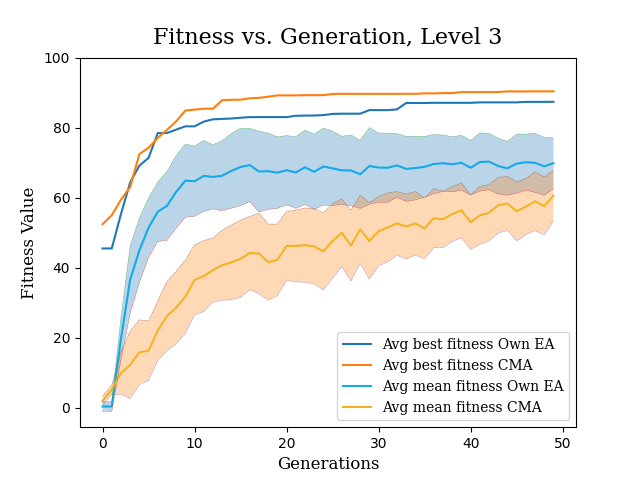 Fitness vs. Generation, Level 3
100
80
60
40
20
0
Fitness Value
0 10 20 30 40 50
Generations
Avg best fitness Own EA
Avg best fitness CMA
Avg mean fitness Own EA
Avg mean fitness CMA